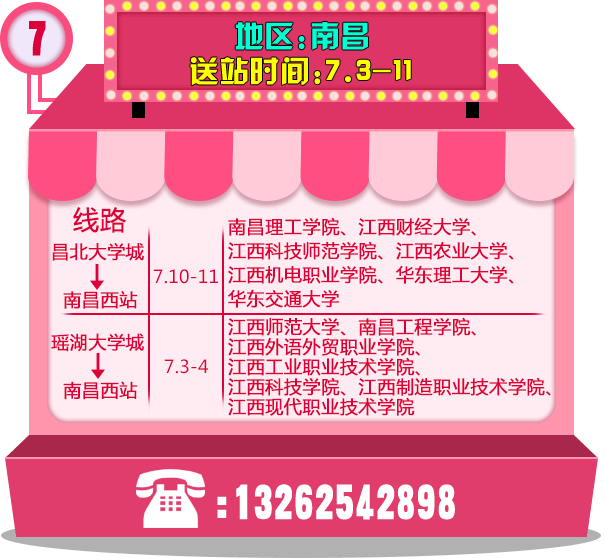 7
地区:南昌
送站时间:7.3-11
线路
昌北大学城
南昌西站
7.10-11
南昌理工学院、江西财经大学、
江西科技师范学院、江西农业大学、
江西机电职业学院、华东理工大学、
华东交通大学
瑶湖大学城
南昌西站
7.3-4
江西师范大学、南昌工程学院、
江西外语外贸职业学院、
江西工业职业技术学院、
江西科技学院、江西制造职业技术学院、
江西现代职业技术学院
:13262542898